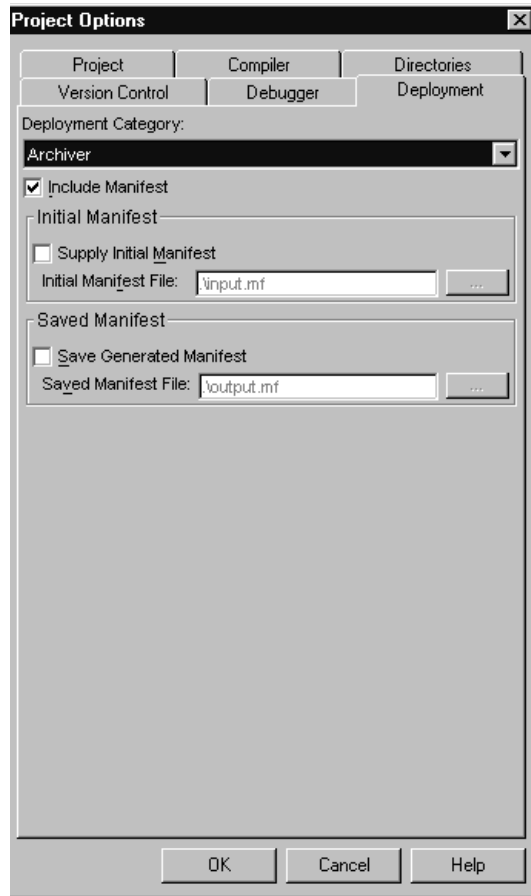 Project Options
Project Compiler Directories
Version Control Debugger Deployment
Deployment Category:
Archiver
Include Manifest
Initial Manifest
Supply Initial Manifest
Initial Manifest File: .\input.mf ...
Saved Manifest
Save Generated Manifest
Saved Manifest File: .\output.mf ...
OK Cancel Help